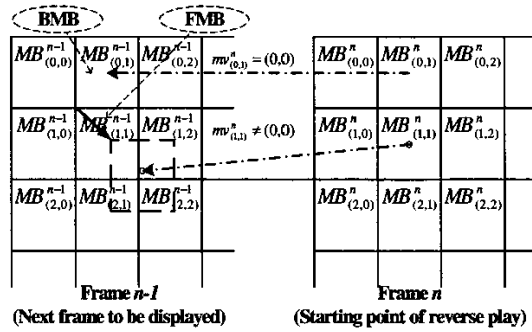 BMB FMB
MB^{n-1}_{(0,0)} MB^{n-1}_{(0,1)} MB^{n-1}_{(0,2)} mv^{n}_{(0,1)} = (0,0) MB^{n}_{(0,0)} MB^{n}_{(0,1)} MB^{n}_{(0,2)}
MB^{n-1}_{(1,0)} MB^{n-1}_{(1,1)} MB^{n-1}_{(1,2)} mv^{n}_{(1,1)} ≠ (0,0) MB^{n}_{(1,0)} MB^{n}_{(1,1)} MB^{n}_{(1,2)}
MB^{n-1}_{(2,0)} MB^{n-1}_{(2,1)} MB^{n-1}_{(2,2)} MB^{n}_{(2,0)} MB^{n}_{(2,1)} MB^{n}_{(2,2)}
Frame n-1 Frame n
(Next frame to be displayed) (Starting point of reverse play)